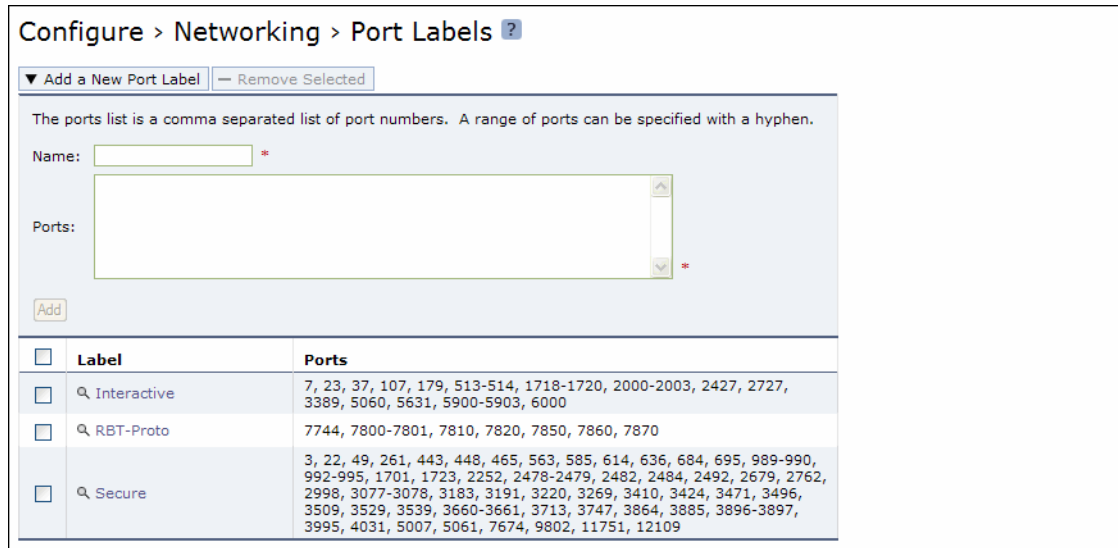 Configure › Networking › Port Labels ?
▼ Add a New Port Label
— Remove Selected
The ports list is a comma separated list of port numbers. A range of ports can be specified with a hyphen.
Name: *
Ports: *
Add
Label Ports
Interactive 7, 23, 37, 107, 179, 513-514, 1718-1720, 2000-2003, 2427, 2727,
3389, 5060, 5631, 5900-5903, 6000
RBT-Proto 7744, 7800-7801, 7810, 7820, 7850, 7860, 7870
3, 22, 49, 261, 443, 448, 465, 563, 585, 614, 636, 684, 695, 989-990,
992-995, 1701, 1723, 2252, 2478-2479, 2482, 2484, 2492, 2679, 2762,
Secure 2998, 3077-3078, 3183, 3191, 3220, 3269, 3410, 3424, 3471, 3496,
3509, 3529, 3539, 3660-3661, 3713, 3747, 3864, 3885, 3896-3897,
3995, 4031, 5007, 5061, 7674, 9802, 11751, 12109